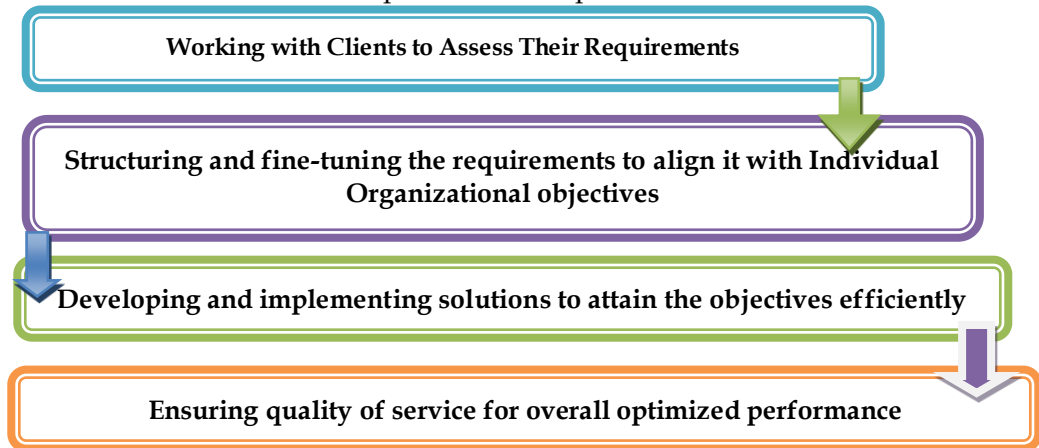 Working with Clients to Assess Their Requirements
Structuring and fine-tuning the requirements to align it with Individual
Organizational objectives
Developing and implementing solutions to attain the objectives efficiently
Ensuring quality of service for overall optimized performance